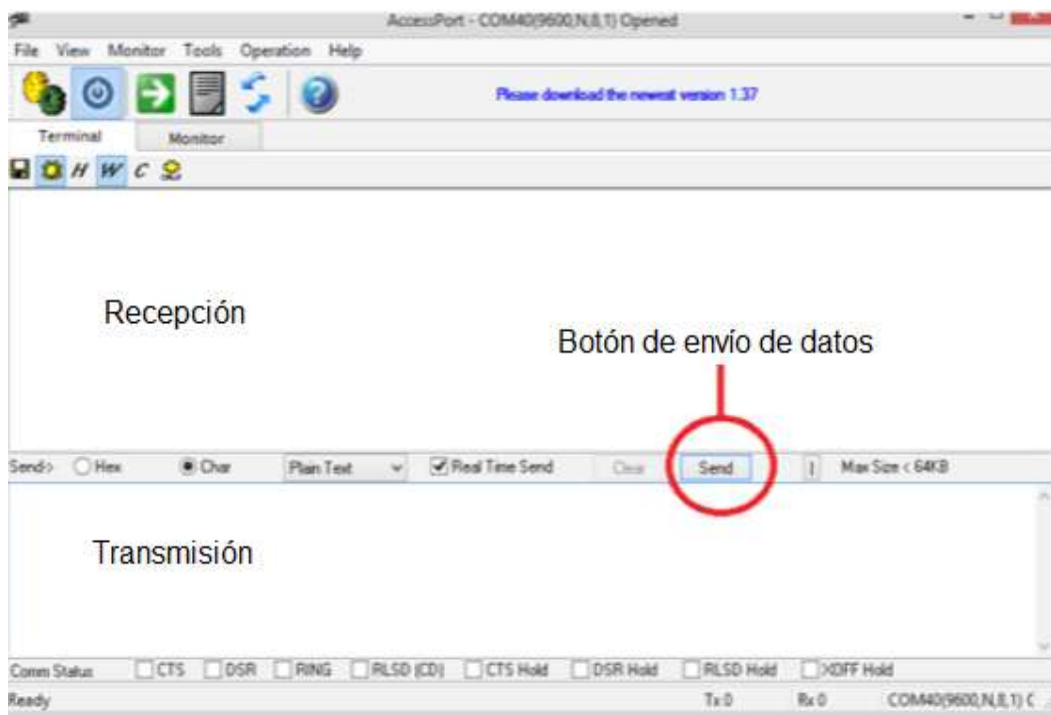 AccessPort - COM40(9600,N,8,1) Opened
File View Monitor Tools Operation Help
Please download the newest version 1.37
Terminal Monitor
H W C
Recepción
Botón de envío de datos
Send-> Hex Char Plain Text Real Time Send Clear Send Max Size < 64KB
Transmisión
Comm Status CTS DSR RING RLSD (CD) CTS Hold DSR Hold RLSD Hold XOFF Hold
Ready Tx 0 Rx 0 COM40(9600,N,8,1) C